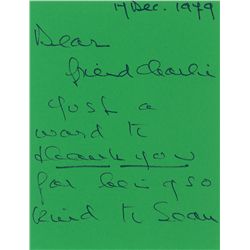 14 Dec. 1979
Dear
friend Charlie
Just a
word to
thank you
for being so
kind to Sean